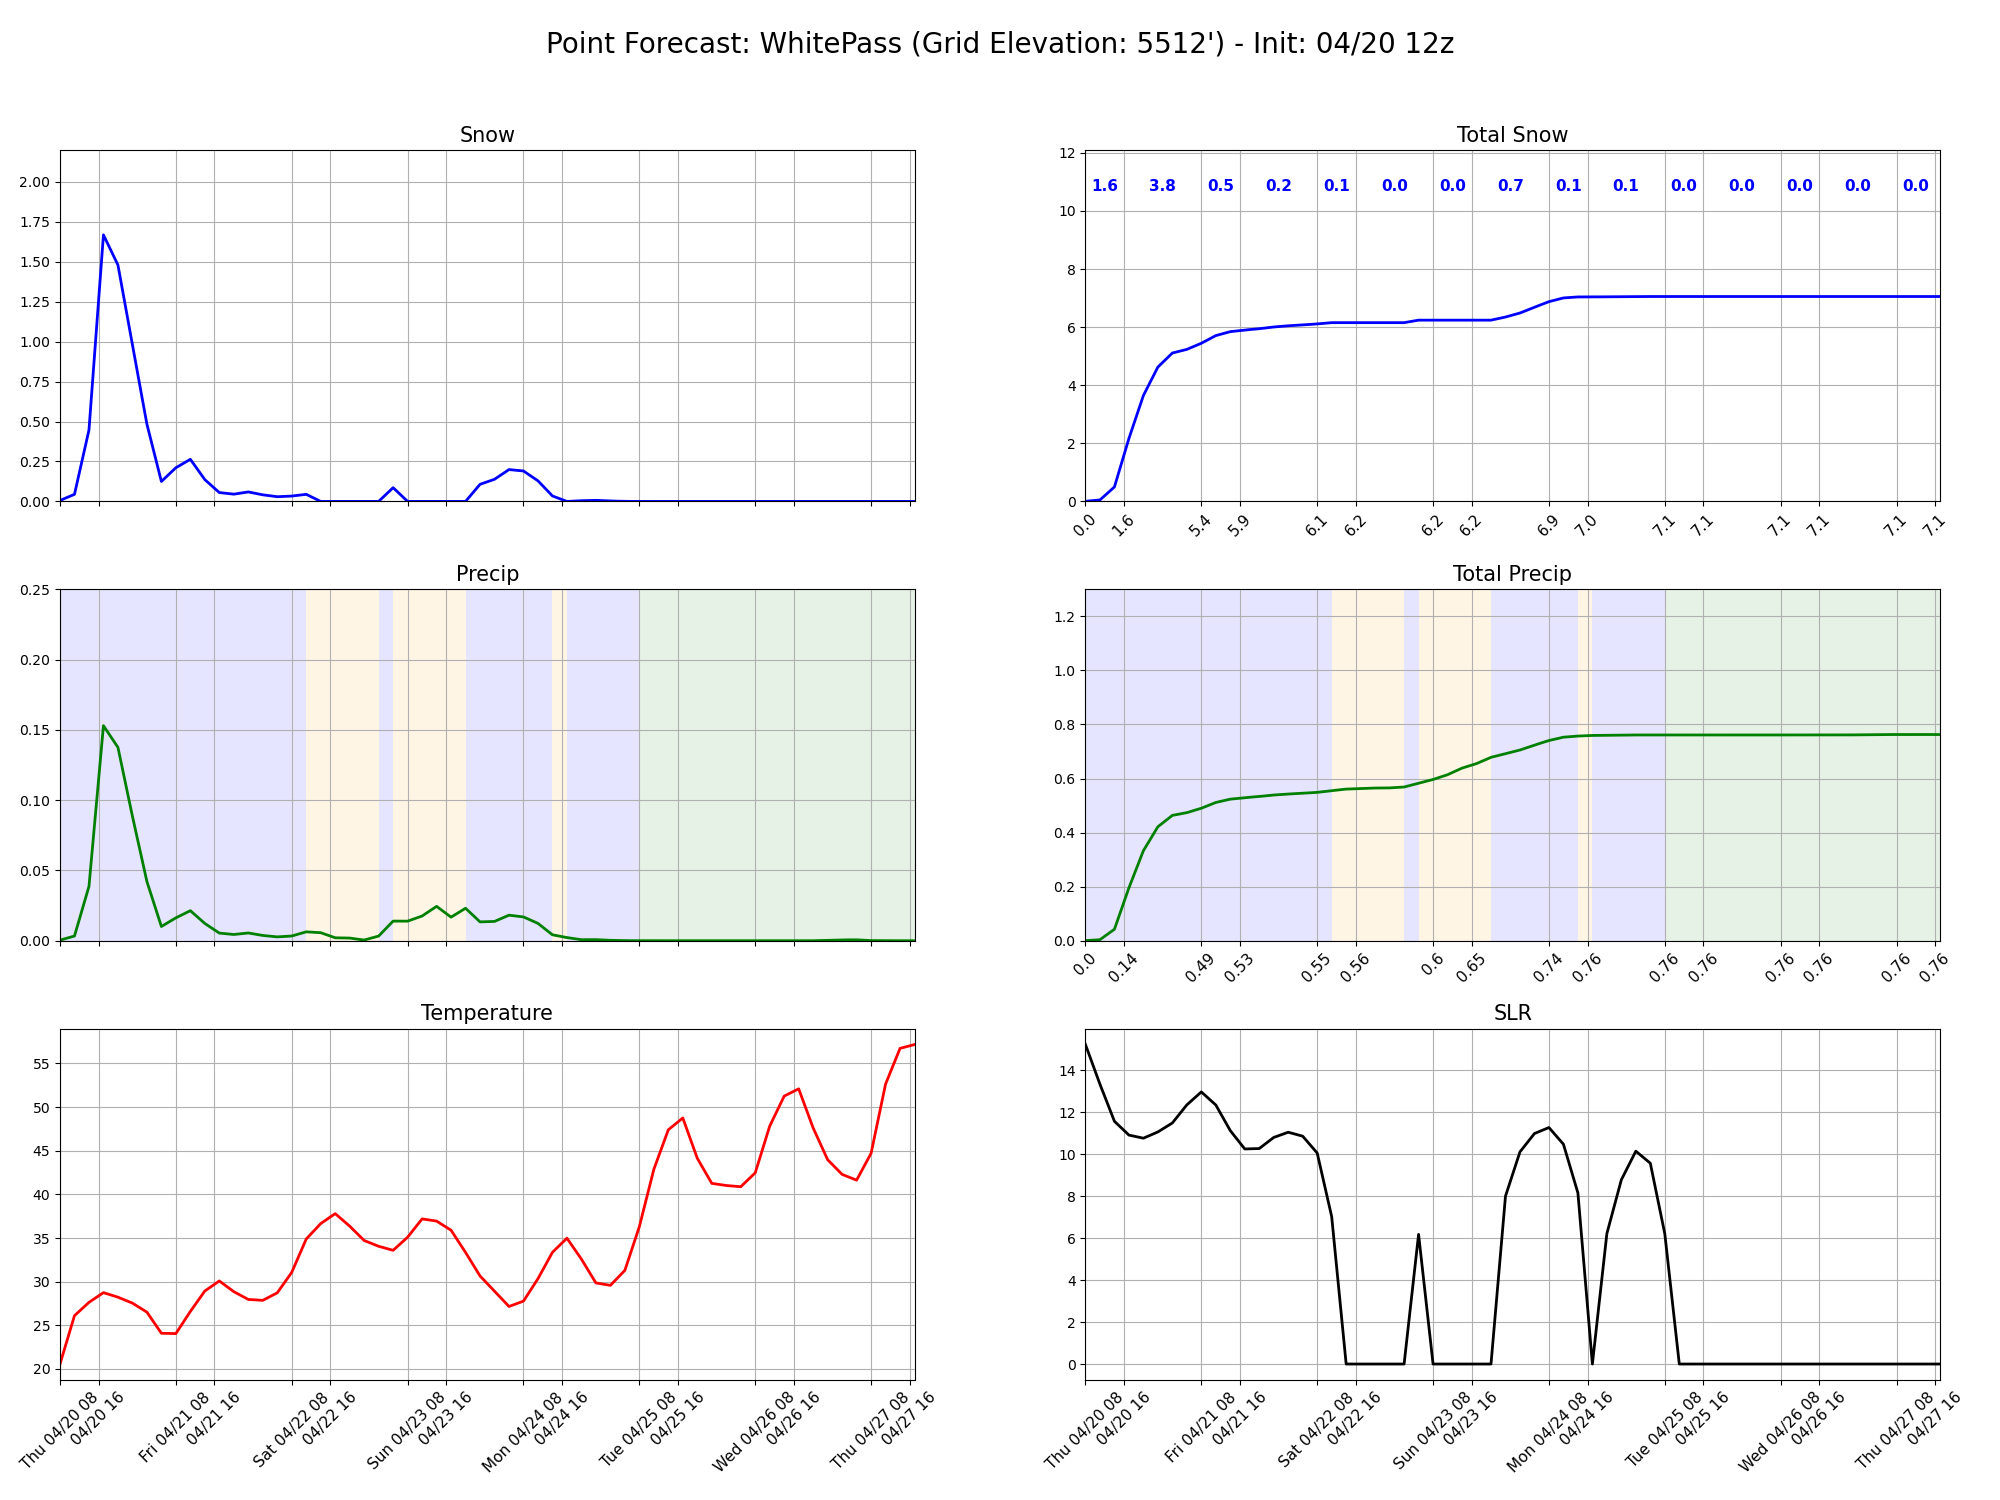 Point Forecast: WhitePass (Grid Elevation: 5512') - Init: 04/20 12z
Snow
2.00
1.75
1.50
1.25
1.00
0.75
0.50
0.25
0.00
Total Snow
12
10
8
6
4
2
0
1.6 3.8 0.5 0.2 0.1 0.0 0.0 0.7 0.1 0.1 0.0 0.0 0.0 0.0 0.0
0.0 1.6 5.4 5.9 6.1 6.2 6.2 6.2 6.9 7.0 7.1 7.1 7.1 7.1 7.1 7.1
Precip
0.25
0.20
0.15
0.10
0.05
0.00
Total Precip
1.2
1.0
0.8
0.6
0.4
0.2
0.0
0.0 0.14 0.49 0.53 0.55 0.56 0.6 0.65 0.74 0.76 0.76 0.76 0.76 0.76 0.76 0.76
Temperature
55
50
45
40
35
30
25
20
Thu 04/20 08
04/20 16
Fri 04/21 08
04/21 16
Sat 04/22 08
04/22 16
Sun 04/23 08
04/23 16
Mon 04/24 08
04/24 16
Tue 04/25 08
04/25 16
Wed 04/26 08
04/26 16
Thu 04/27 08
04/27 16
SLR
14
12
10
8
6
4
2
0
Thu 04/20 08
04/20 16
Fri 04/21 08
04/21 16
Sat 04/22 08
04/22 16
Sun 04/23 08
04/23 16
Mon 04/24 08
04/24 16
Tue 04/25 08
04/25 16
Wed 04/26 08
04/26 16
Thu 04/27 08
04/27 16